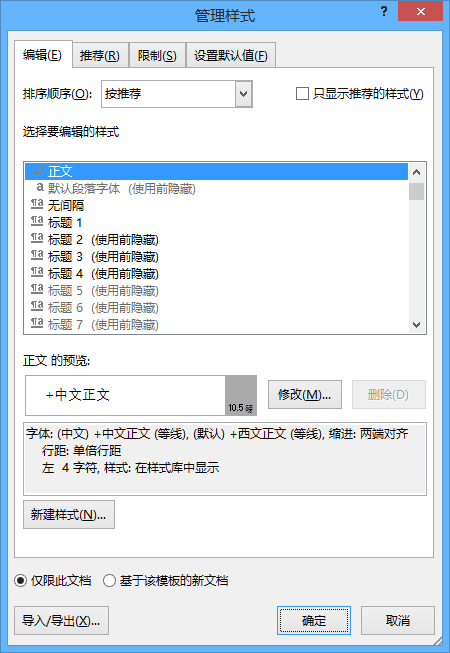 管理样式
?
编辑(E) 推荐(R) 限制(S) 设置默认值(F)
排序顺序(O): 按推荐 只显示推荐的样式(Y)
选择要编辑的样式
正文
a 默认段落字体 (使用前隐藏)
¶a 无间隔
¶a 标题 1
¶a 标题 2 (使用前隐藏)
¶a 标题 3 (使用前隐藏)
¶a 标题 4 (使用前隐藏)
¶a 标题 5 (使用前隐藏)
¶a 标题 6 (使用前隐藏)
¶a 标题 7 (使用前隐藏)
正文 的预览:
+中文正文 10.5 磅 修改(M)... 删除(D)
字体: (中文) +中文正文 (等线), (默认) +西文正文 (等线), 缩进: 两端对齐
行距: 单倍行距
左 4 字符, 样式: 在样式库中显示
新建样式(N)...
仅限此文档 基于该模板的新文档
导入/导出(X)... 确定 取消